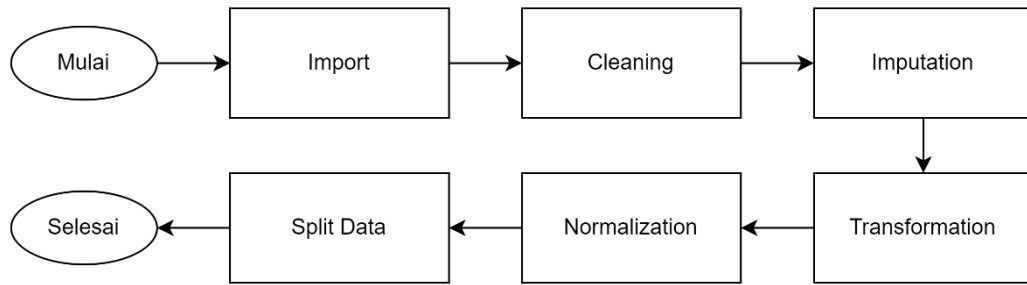 Mulai
Import
Cleaning
Imputation
Transformation
Normalization
Split Data
Selesai